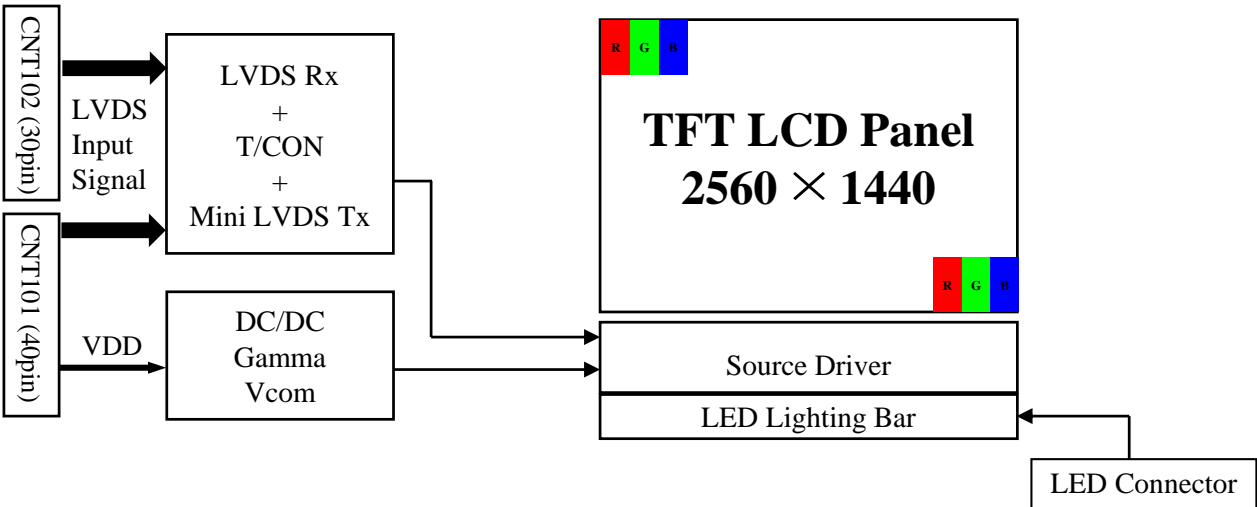 CNT102 (30pin)
LVDS
Input
Signal
LVDS Rx
+
T/CON
+
Mini LVDS Tx
CNT101 (40pin)
VDD
DC/DC
Gamma
Vcom
R G B
TFT LCD Panel
2560 × 1440
R G B
Source Driver
LED Lighting Bar
LED Connector